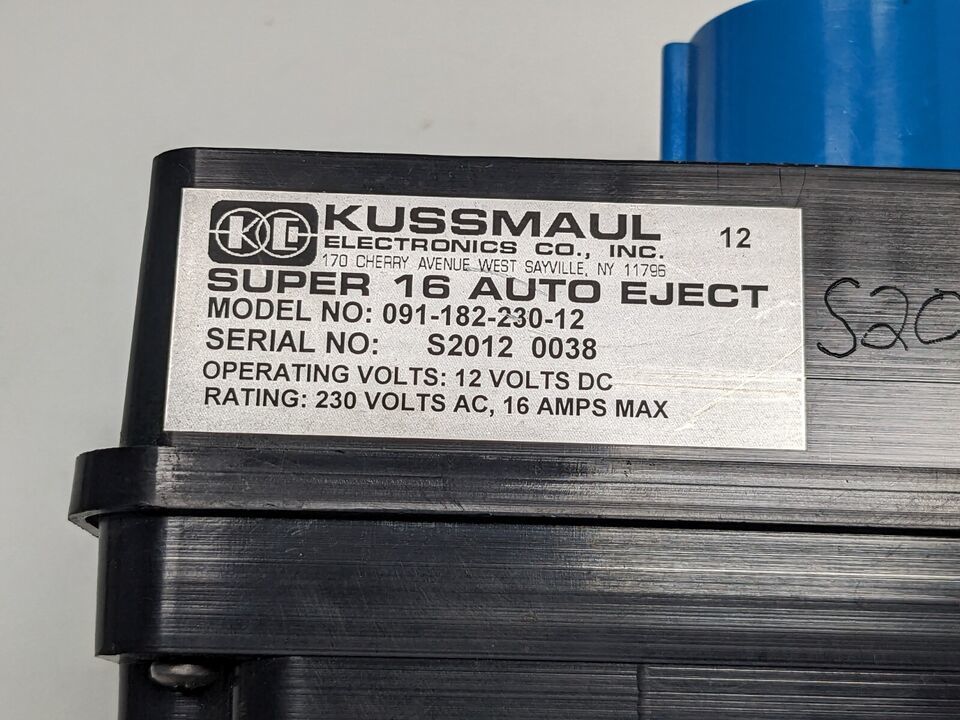 KC KUSSMAUL
ELECTRONICS CO., INC. 12
170 CHERRY AVENUE WEST SAYVILLE, NY 11796
SUPER 16 AUTO EJECT
MODEL NO: 091-182-230-12
SERIAL NO: S2012 0038
OPERATING VOLTS: 12 VOLTS DC
RATING: 230 VOLTS AC, 16 AMPS MAX
S20